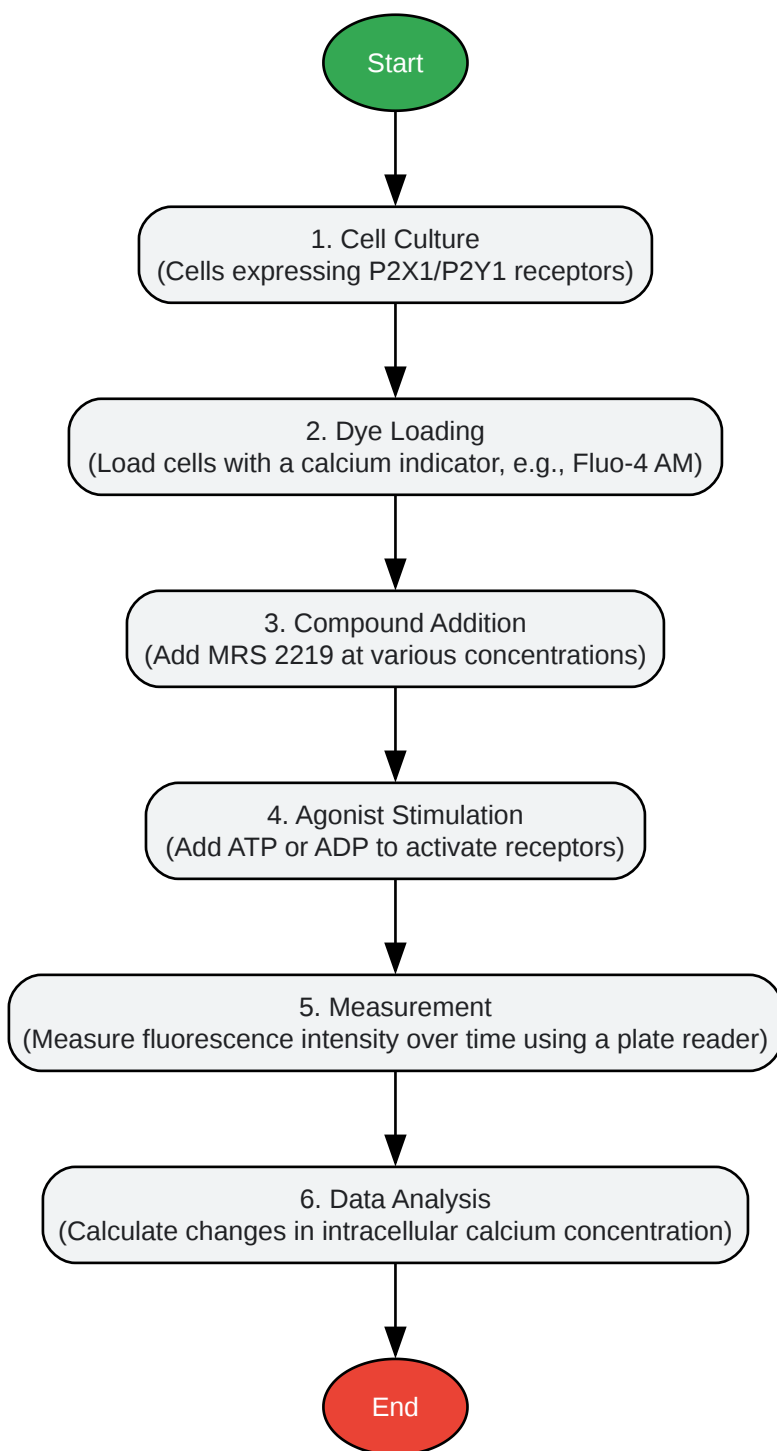 Start
1. Cell Culture
(Cells expressing P2X1/P2Y1 receptors)
2. Dye Loading
(Load cells with a calcium indicator, e.g., Fluo-4 AM)
3. Compound Addition
(Add MRS 2219 at various concentrations)
4. Agonist Stimulation
(Add ATP or ADP to activate receptors)
5. Measurement
(Measure fluorescence intensity over time using a plate reader)
6. Data Analysis
(Calculate changes in intracellular calcium concentration)
End